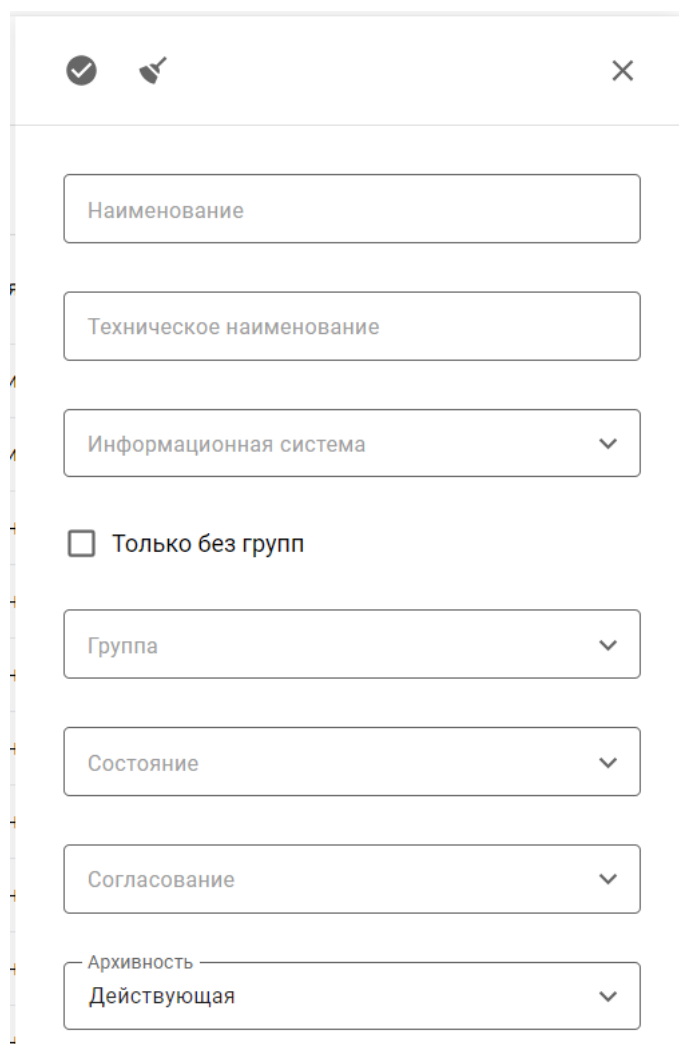 Наименование
Техническое наименование
Информационная система
Только без групп
Группа
Состояние
Согласование
Архивность
Действующая